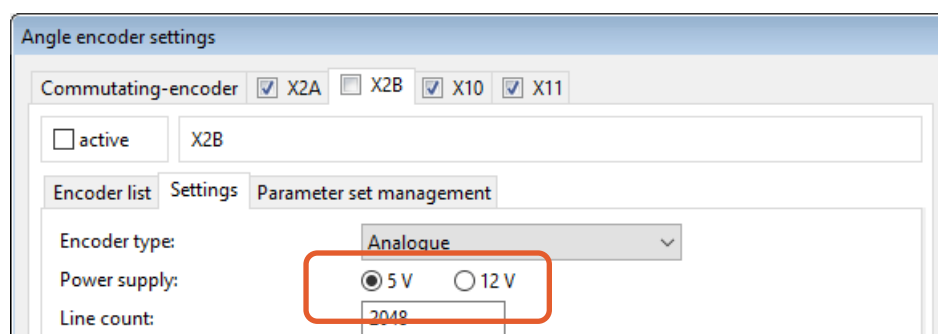 Angle encoder settings
Commutating-encoder X2A X2B X10 X11
active X2B
Encoder list Settings Parameter set management
Encoder type: Analogue
Power supply: 5 V 12 V
Line count: 2048